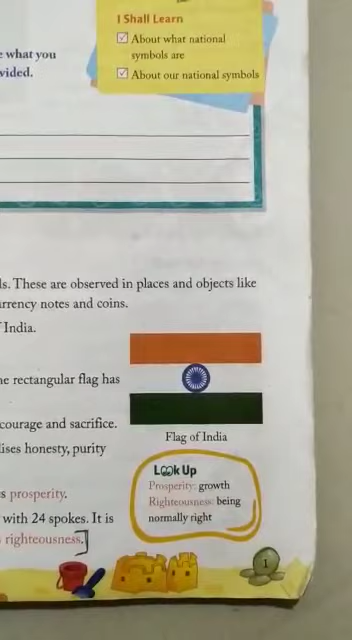 I Shall Learn
About what national
symbols are
About our national symbols
what you
vided.
ls. These are observed in places and objects like
rrency notes and coins.
India.
ne rectangular flag has
courage and sacrifice.
ises honesty, purity
Flag of India
s prosperity.
with 24 spokes. It is
righteousness.
Look Up
Prosperity: growth
Righteousness: being
normally right
1